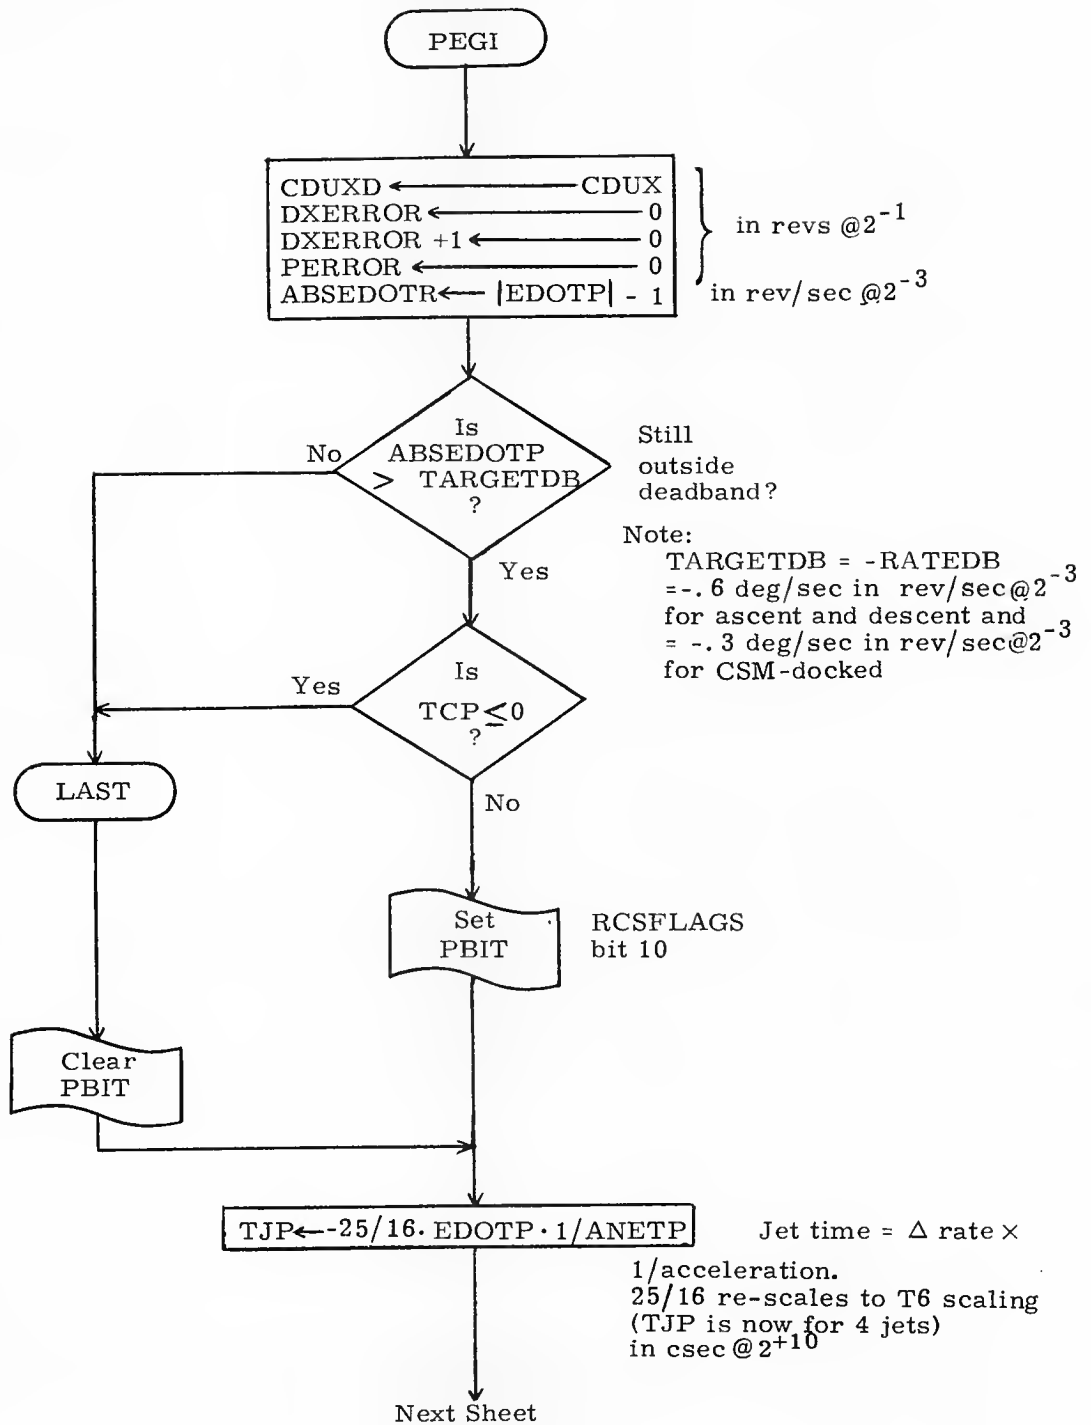 PEGI
CDUXD ← CDUX
DXERROR ← 0
DXERROR +1 ← 0
PERROR ← 0
ABSEDOTR ← |EDOTP| - 1
in revs @2⁻¹
in rev/sec @2⁻³
Is
ABSEDOTP
> TARGETDB
?
No
Yes
Still
outside
deadband?
Note:
TARGETDB = -RATEDB
=-.6 deg/sec in rev/sec@2⁻³
for ascent and descent and
= -.3 deg/sec in rev/sec@2⁻³
for CSM-docked
Is
TCP≤0
?
Yes
No
LAST
Set
PBIT
RCSFLAGS
bit 10
Clear
PBIT
TJP←-25/16. EDOTP · 1/ANETP
Jet time = Δ rate ×
1/acceleration.
25/16 re-scales to T6 scaling
(TJP is now for 4 jets)
in csec@2⁺¹⁰
Next Sheet